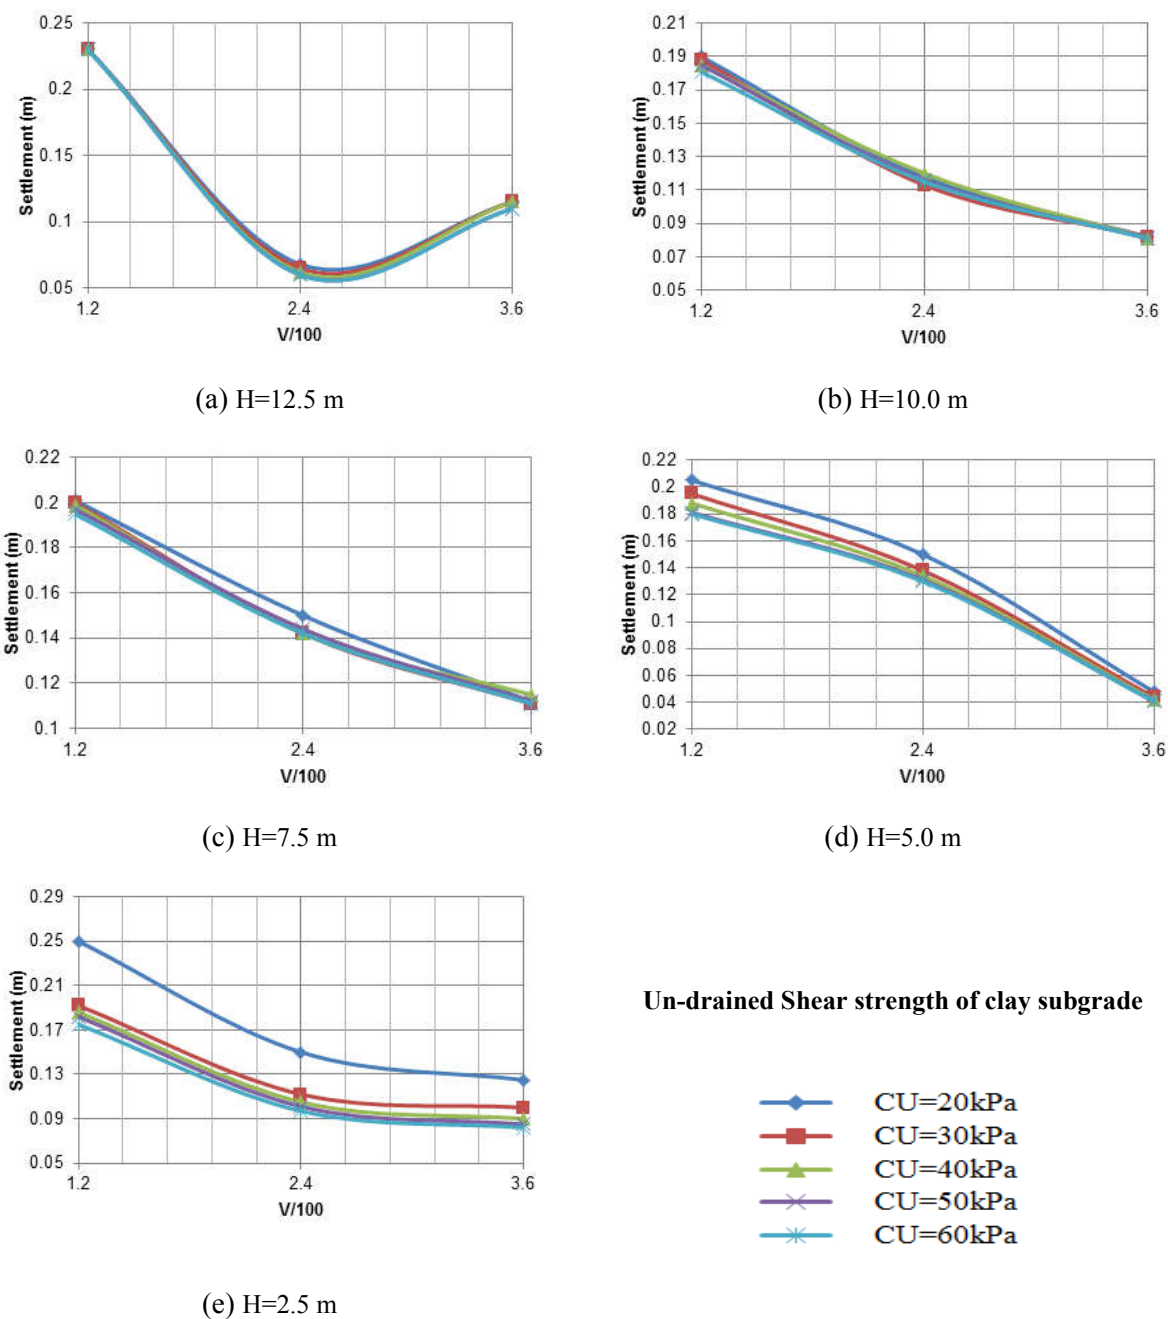 0.25
0.2
0.15
0.1
0.05
Settlement (m)
1.2 2.4 3.6
V/100
(a) H=12.5 m
0.21
0.19
0.17
0.15
0.13
0.11
0.09
0.07
0.05
Settlement (m)
1.2 2.4 3.6
V/100
(b) H=10.0 m
0.22
0.2
0.18
0.16
0.14
0.12
0.1
Settlement (m)
1.2 2.4 3.6
V/100
(c) H=7.5 m
0.22
0.2
0.18
0.16
0.14
0.12
0.1
0.08
0.06
0.04
0.02
Settlement (m)
1.2 2.4 3.6
V/100
(d) H=5.0 m
0.29
0.25
0.21
0.17
0.13
0.09
0.05
Settlement (m)
1.2 2.4 3.6
V/100
(e) H=2.5 m
Un-drained Shear strength of clay subgrade
CU=20kPa
CU=30kPa
CU=40kPa
CU=50kPa
CU=60kPa